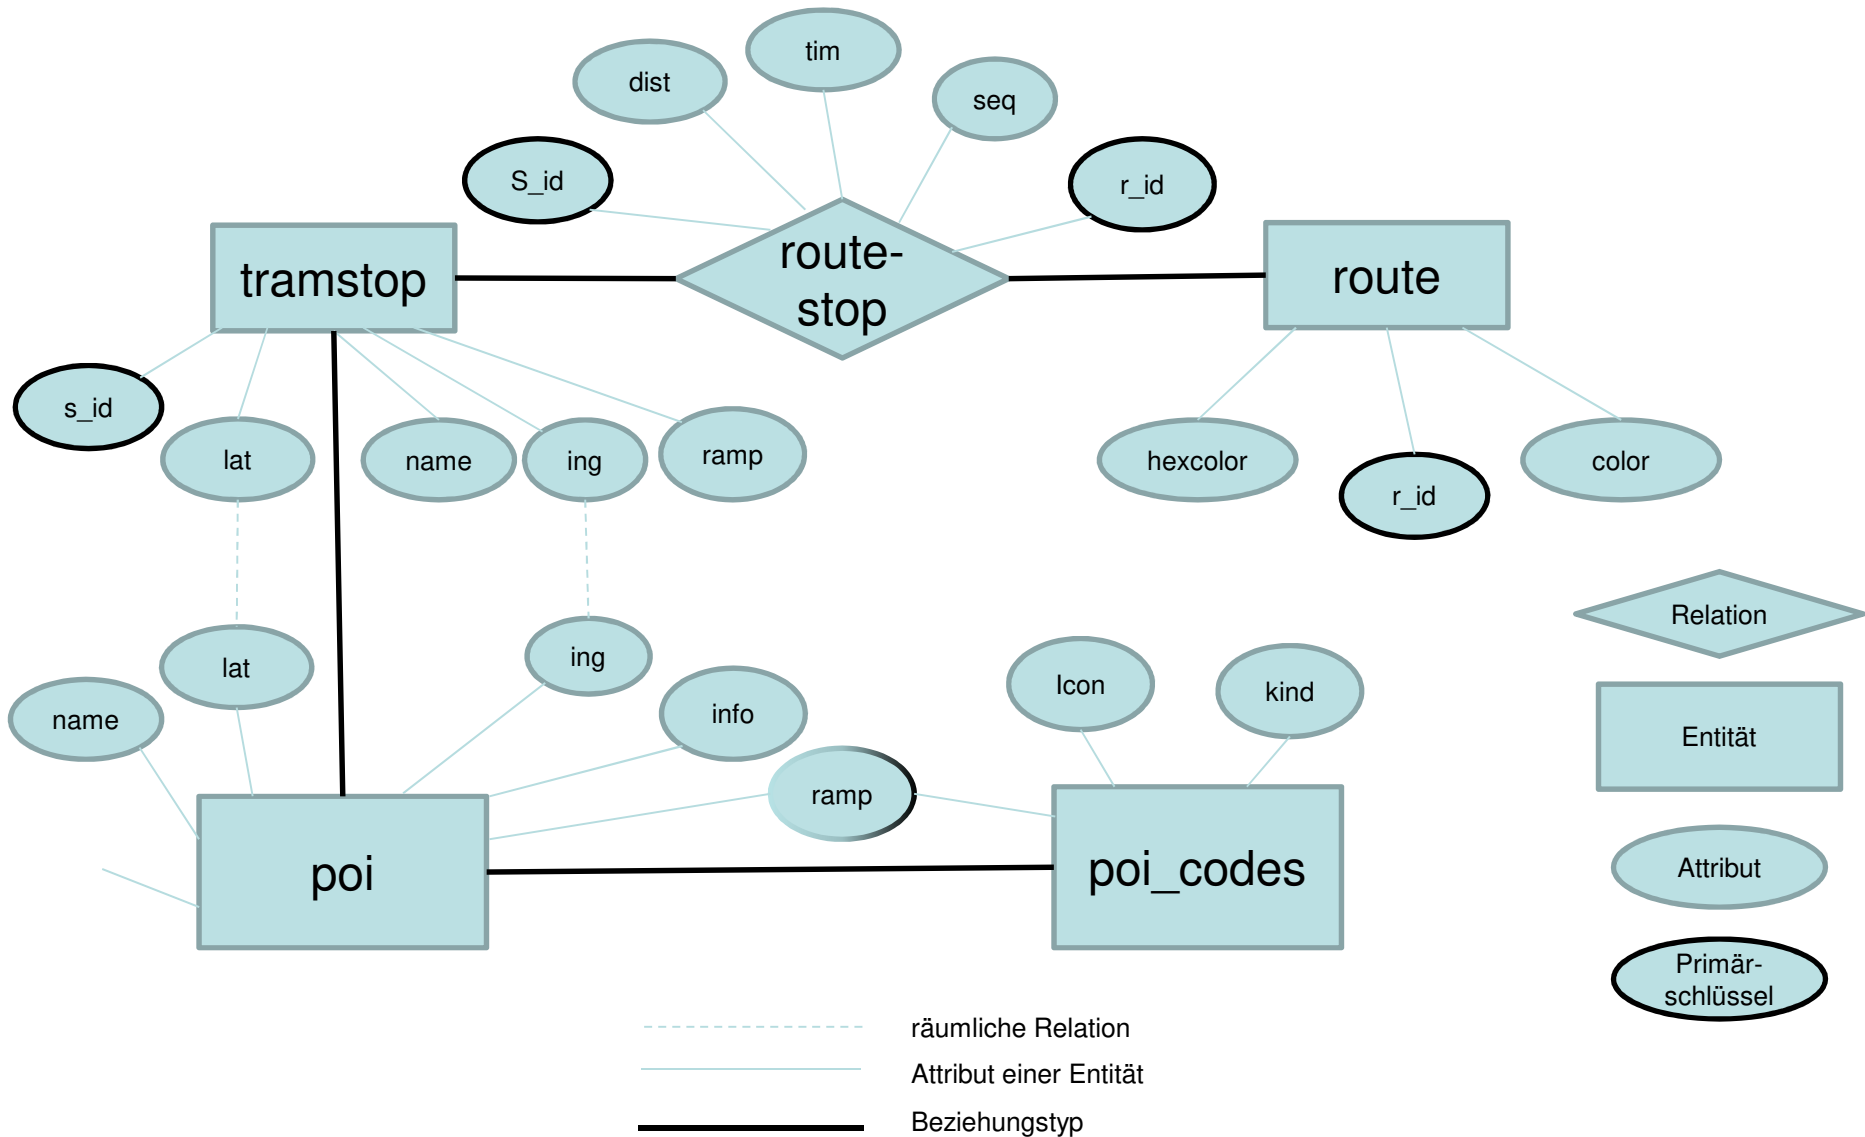 tim
dist
seq
S_id
r_id
route-
stop
tramstop
route
s_id
lat
name
ing
ramp
hexcolor
r_id
color
Relation
lat
ing
name
info
Icon
kind
Entität
ramp
poi
poi_codes
Attribut
Primär-
schlüssel
räumliche Relation
Attribut einer Entität
Beziehungstyp